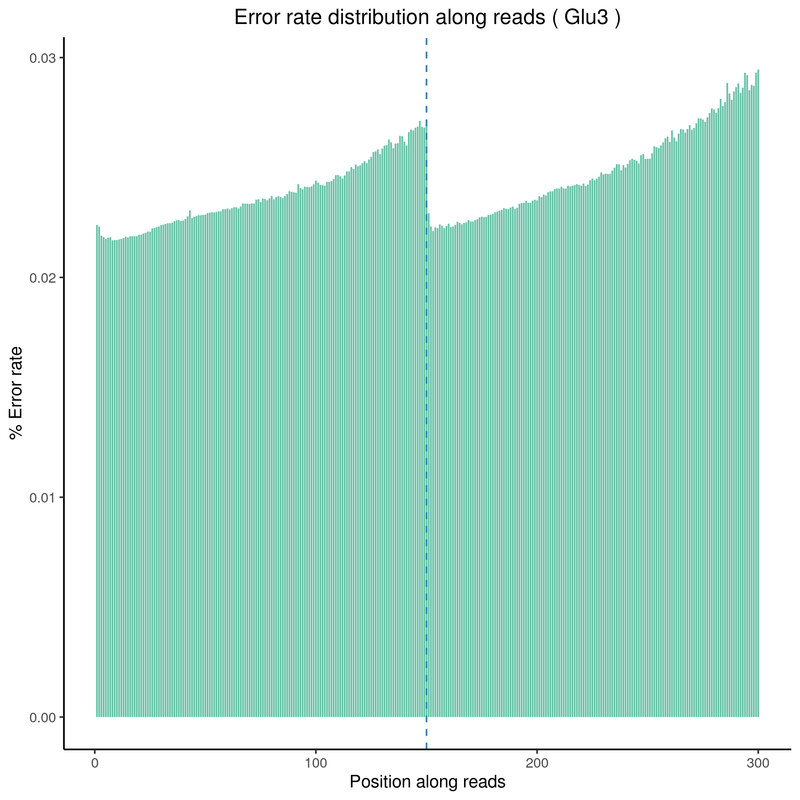 Error rate distribution along reads ( Glu3 )
% Error rate
0.03
0.02
0.01
0.00
0 100 200 300
Position along reads